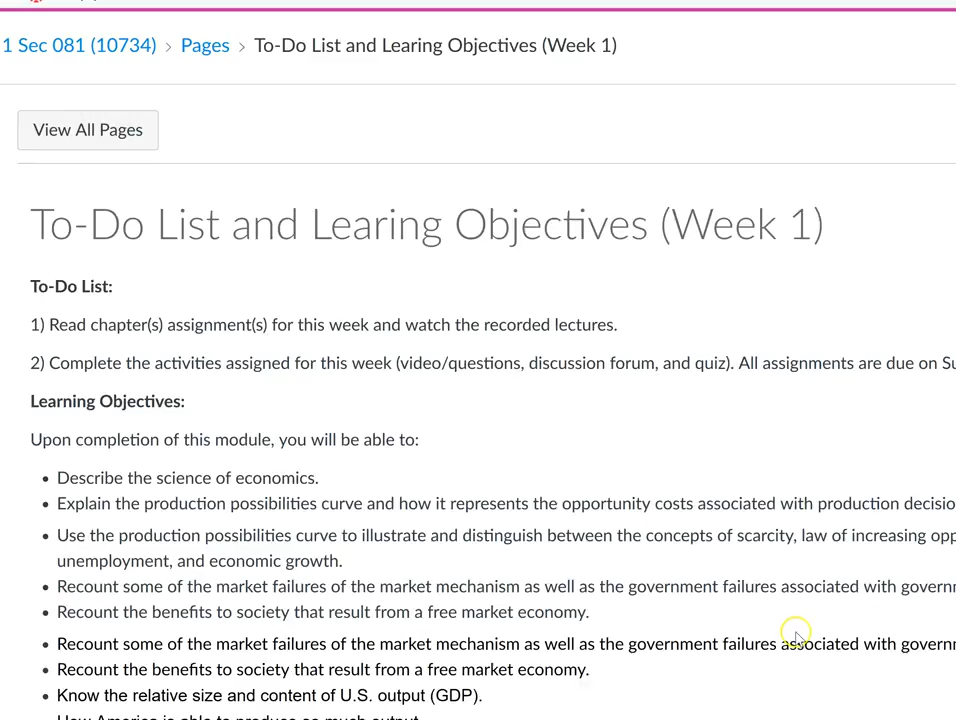 1 Sec 081 (10734) › Pages › To-Do List and Learing Objectives (Week 1)
View All Pages
To-Do List and Learing Objectives (Week 1)
To-Do List:
1) Read chapter(s) assignment(s) for this week and watch the recorded lectures.
2) Complete the activities assigned for this week (video/questions, discussion forum, and quiz). All assignments are due on
Learning Objectives:
Upon completion of this module, you will be able to:
• Describe the science of economics.
• Explain the production possibilities curve and how it represents the opportunity costs associated with production
• Use the production possibilities curve to illustrate and distinguish between the concepts of scarcity, law of increasing
unemployment, and economic growth.
• Recount some of the market failures of the market mechanism as well as the government failures associated with
• Recount the benefits to society that result from a free market economy.
• Recount some of the market failures of the market mechanism as well as the government failures associated with
• Recount the benefits to society that result from a free market economy.
• Know the relative size and content of U.S. output (GDP).
How America is able to produce so much output